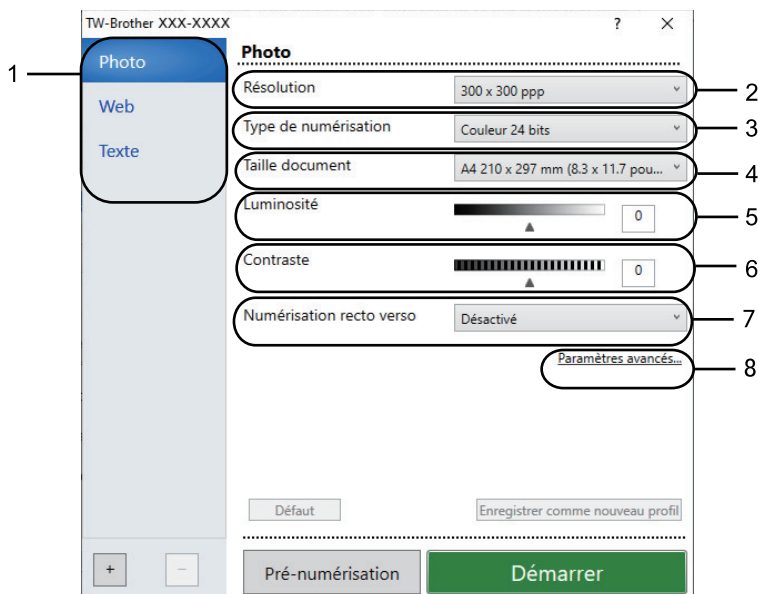 TW-Brother XXX-XXXX ? ×
Photo
Web
Texte
1
Photo
Résolution 300 x 300 ppp 2
Type de numérisation Couleur 24 bits 3
Taille document A4 210 x 297 mm (8.3 x 11.7 pou... 4
Luminosité 0 5
Contraste 0 6
Numérisation recto verso Désactivé 7
Paramètres avancés... 8
Défaut Enregistrer comme nouveau profil
+ −
Pré-numérisation Démarrer